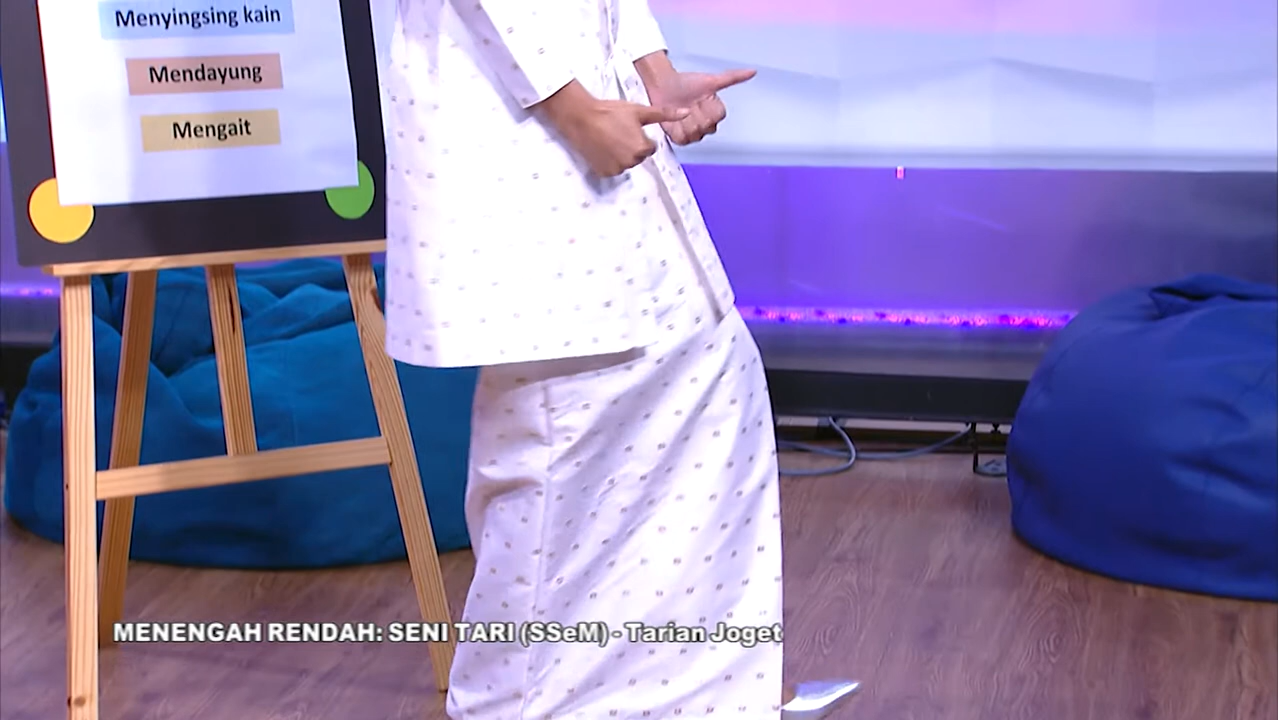 Menyingsing kain
Mendayung
Mengait
MENENGAH RENDAH: SENI TARI (SSeM) - Tarian Joget